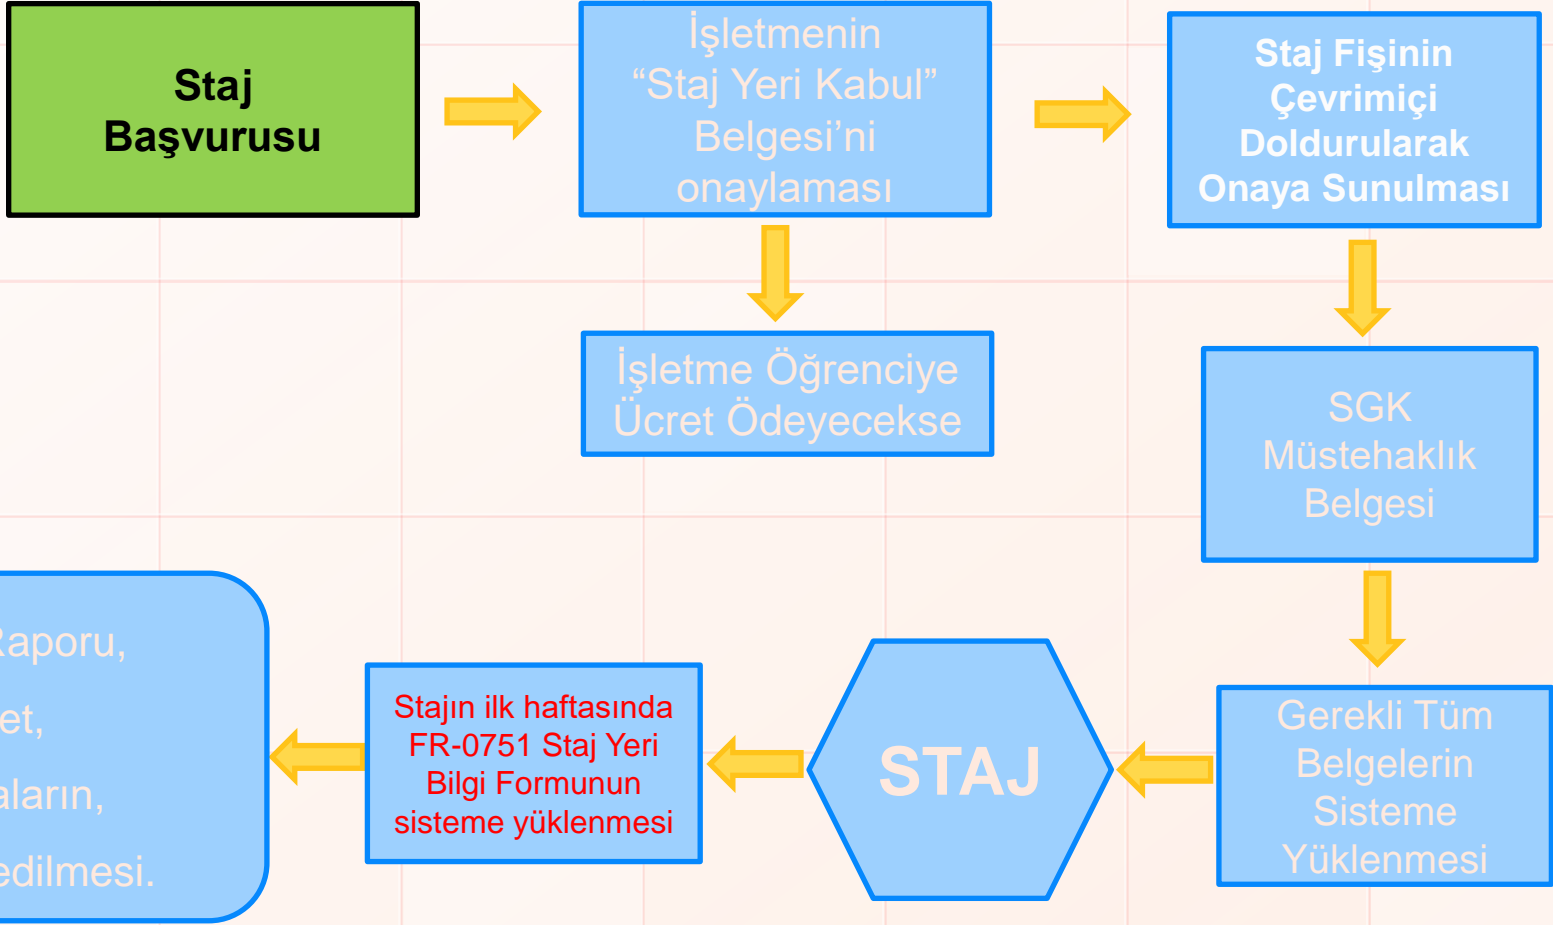 Staj
Başvurusu
İşletmenin
“Staj Yeri Kabul”
Belgesi’ni
onaylaması
Staj Fişinin
Çevrimiçi
Doldurularak
Onaya Sunulması
İşletme Öğrenciye
Ücret Ödeyecekse
SGK
Müstehaklık
Belgesi
Gerekli Tüm
Belgelerin
Sisteme
Yüklenmesi
STAJ
Stajın ilk haftasında
FR-0751 Staj Yeri
Bilgi Formunun
sisteme yüklenmesi
Raporu,
et,
aların,
edilmesi.